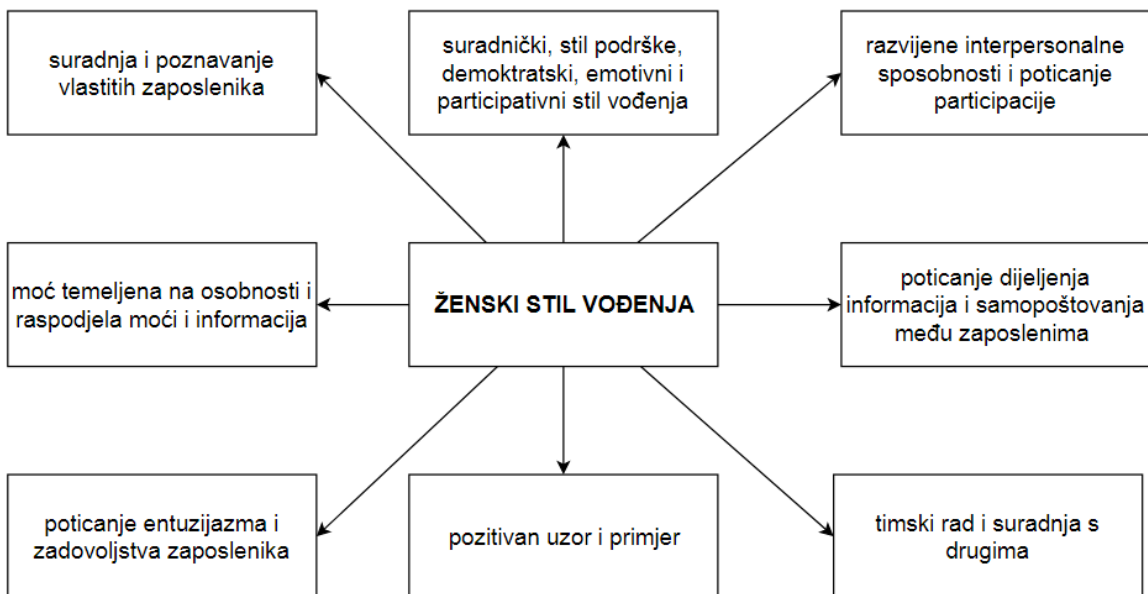 suradnja i poznavanje
vlastitih zaposlenika
suradnički, stil podrške,
demoktratski, emotivni i
participativni stil vođenja
razvijene interpersonalne
sposobnosti i poticanje
participacije
moć temeljena na osobnosti i
raspodjela moći i informacija
ŽENSKI STIL VOĐENJA
poticanje dijeljenja
informacija i samopoštovanja
među zaposlenima
poticanje entuzijazma i
zadovoljstva zaposlenika
pozitivan uzor i primjer
timski rad i suradnja s
drugima